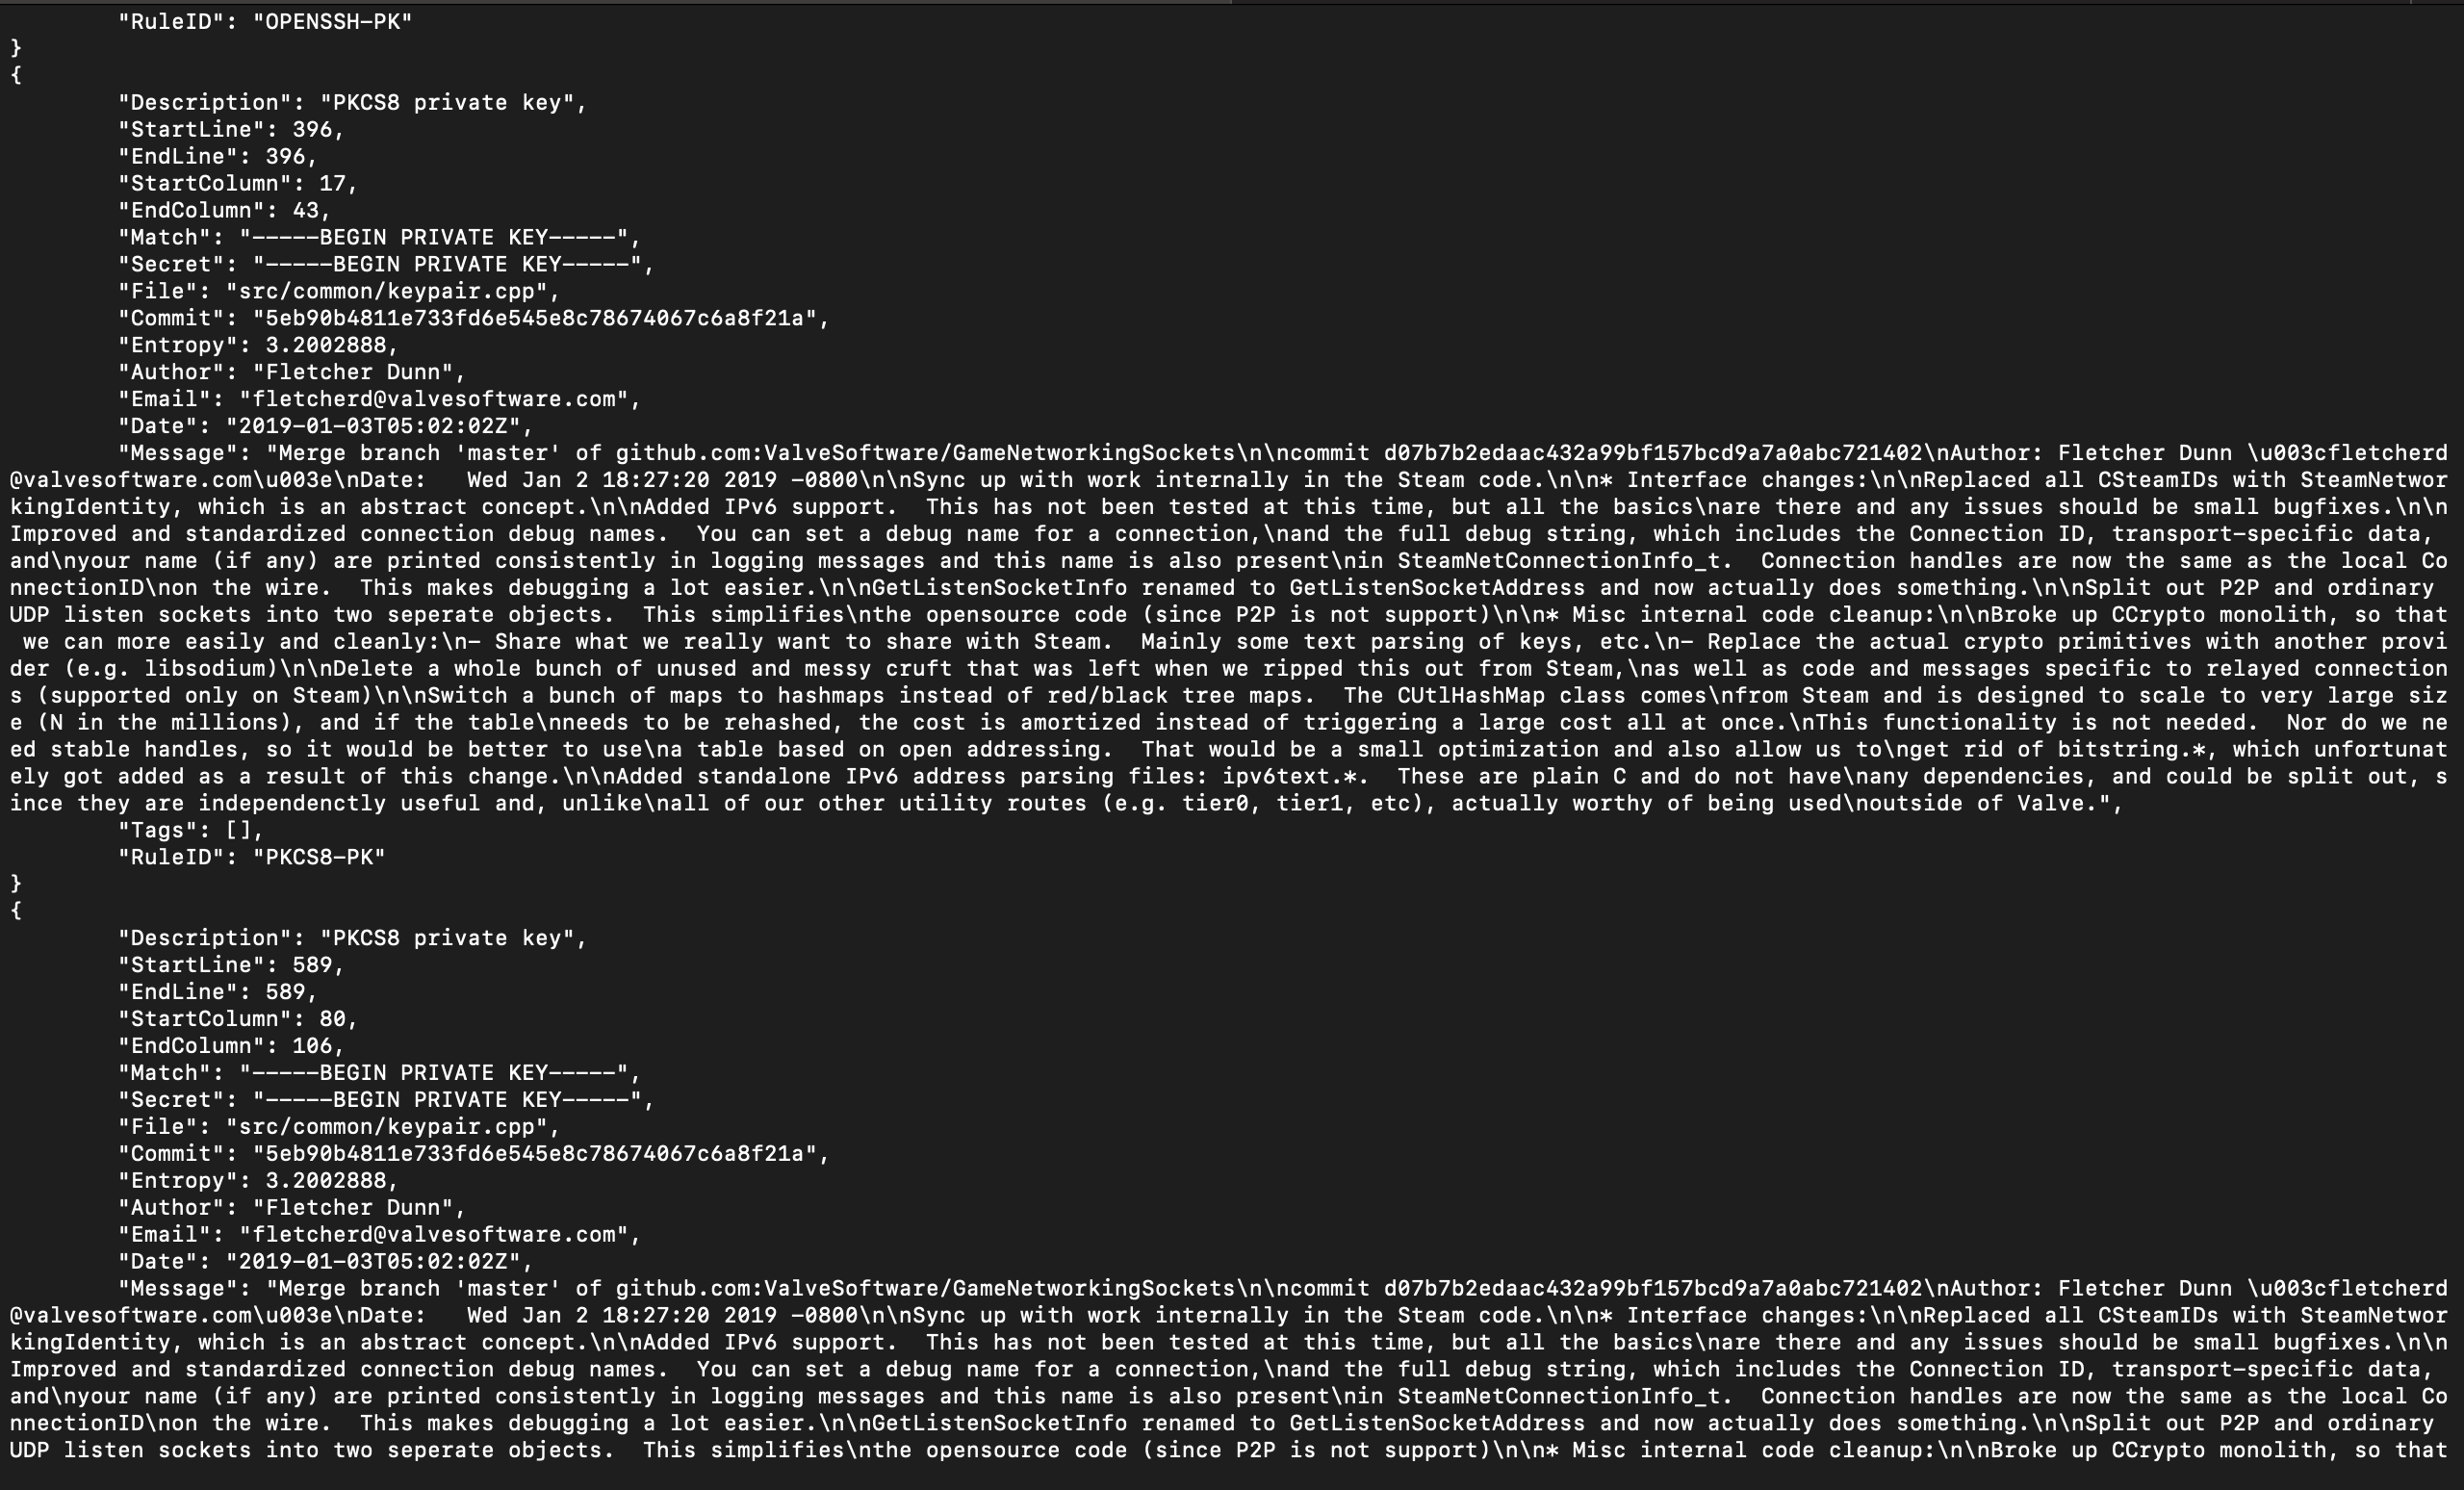 "RuleID": "OPENSSH-PK"
}
{
"Description": "PKCS8 private key",
"StartLine": 396,
"EndLine": 396,
"StartColumn": 17,
"EndColumn": 43,
"Match": "-----BEGIN PRIVATE KEY-----",
"Secret": "-----BEGIN PRIVATE KEY-----",
"File": "src/common/keypair.cpp",
"Commit": "5eb90b4811e733fd6e545e8c78674067c6a8f21a",
"Entropy": 3.2002888,
"Author": "Fletcher Dunn",
"Email": "fletcherd@valvesoftware.com",
"Date": "2019-01-03T05:02:02Z",
"Message": "Merge branch 'master' of github.com:ValveSoftware/GameNetworkingSockets\n\ncommit d07b7b2edaac432a99bf157bcd9a7a0abc721402\nAuthor: Fletcher Dunn \u003cfletcherd
@valvesoftware.com\u003e\nDate:   Wed Jan 2 18:27:20 2019 -0800\n\nSync up with work internally in the Steam code.\n\n* Interface changes:\n\nReplaced all CSteamIDs with SteamNetwor
kingIdentity, which is an abstract concept.\n\nAdded IPv6 support.  This has not been tested at this time, but all the basics\nare there and any issues should be small bugfixes.\n\n
Improved and standardized connection debug names.  You can set a debug name for a connection,\nand the full debug string, which includes the Connection ID, transport-specific data,
and\nyour name (if any) are printed consistently in logging messages and this name is also present\nin SteamNetConnectionInfo_t.  Connection handles are now the same as the local Co
nnectionID\non the wire.  This makes debugging a lot easier.\n\nGetListenSocketInfo renamed to GetListenSocketAddress and now actually does something.\n\nSplit out P2P and ordinary
UDP listen sockets into two seperate objects.  This simplifies\nthe opensource code (since P2P is not support)\n\n* Misc internal code cleanup:\n\nBroke up CCrypto monolith, so that
we can more easily and cleanly:\n- Share what we really want to share with Steam.  Mainly some text parsing of keys, etc.\n- Replace the actual crypto primitives with another provi
der (e.g. libsodium)\n\nDelete a whole bunch of unused and messy cruft that was left when we ripped this out from Steam,\nas well as code and messages specific to relayed connection
s (supported only on Steam)\n\nSwitch a bunch of maps to hashmaps instead of red/black tree maps.  The CUtlHashMap class comes\nfrom Steam and is designed to scale to very large siz
e (N in the millions), and if the table\nneeds to be rehashed, the cost is amortized instead of triggering a large cost all at once.\nThis functionality is not needed.  Nor do we ne
ed stable handles, so it would be better to use\na table based on open addressing.  That would be a small optimization and also allow us to\nget rid of bitstring.*, which unfortunat
ely got added as a result of this change.\n\nAdded standalone IPv6 address parsing files: ipv6text.*.  These are plain C and do not have\nany dependencies, and could be split out, s
ince they are independenctly useful and, unlike\nall of our other utility routes (e.g. tier0, tier1, etc), actually worthy of being used\noutside of Valve.",
"Tags": [],
"RuleID": "PKCS8-PK"
}
{
"Description": "PKCS8 private key",
"StartLine": 589,
"EndLine": 589,
"StartColumn": 80,
"EndColumn": 106,
"Match": "-----BEGIN PRIVATE KEY-----",
"Secret": "-----BEGIN PRIVATE KEY-----",
"File": "src/common/keypair.cpp",
"Commit": "5eb90b4811e733fd6e545e8c78674067c6a8f21a",
"Entropy": 3.2002888,
"Author": "Fletcher Dunn",
"Email": "fletcherd@valvesoftware.com",
"Date": "2019-01-03T05:02:02Z",
"Message": "Merge branch 'master' of github.com:ValveSoftware/GameNetworkingSockets\n\ncommit d07b7b2edaac432a99bf157bcd9a7a0abc721402\nAuthor: Fletcher Dunn \u003cfletcherd
@valvesoftware.com\u003e\nDate:   Wed Jan 2 18:27:20 2019 -0800\n\nSync up with work internally in the Steam code.\n\n* Interface changes:\n\nReplaced all CSteamIDs with SteamNetwor
kingIdentity, which is an abstract concept.\n\nAdded IPv6 support.  This has not been tested at this time, but all the basics\nare there and any issues should be small bugfixes.\n\n
Improved and standardized connection debug names.  You can set a debug name for a connection,\nand the full debug string, which includes the Connection ID, transport-specific data,
and\nyour name (if any) are printed consistently in logging messages and this name is also present\nin SteamNetConnectionInfo_t.  Connection handles are now the same as the local Co
nnectionID\non the wire.  This makes debugging a lot easier.\n\nGetListenSocketInfo renamed to GetListenSocketAddress and now actually does something.\n\nSplit out P2P and ordinary
UDP listen sockets into two seperate objects.  This simplifies\nthe opensource code (since P2P is not support)\n\n* Misc internal code cleanup:\n\nBroke up CCrypto monolith, so that